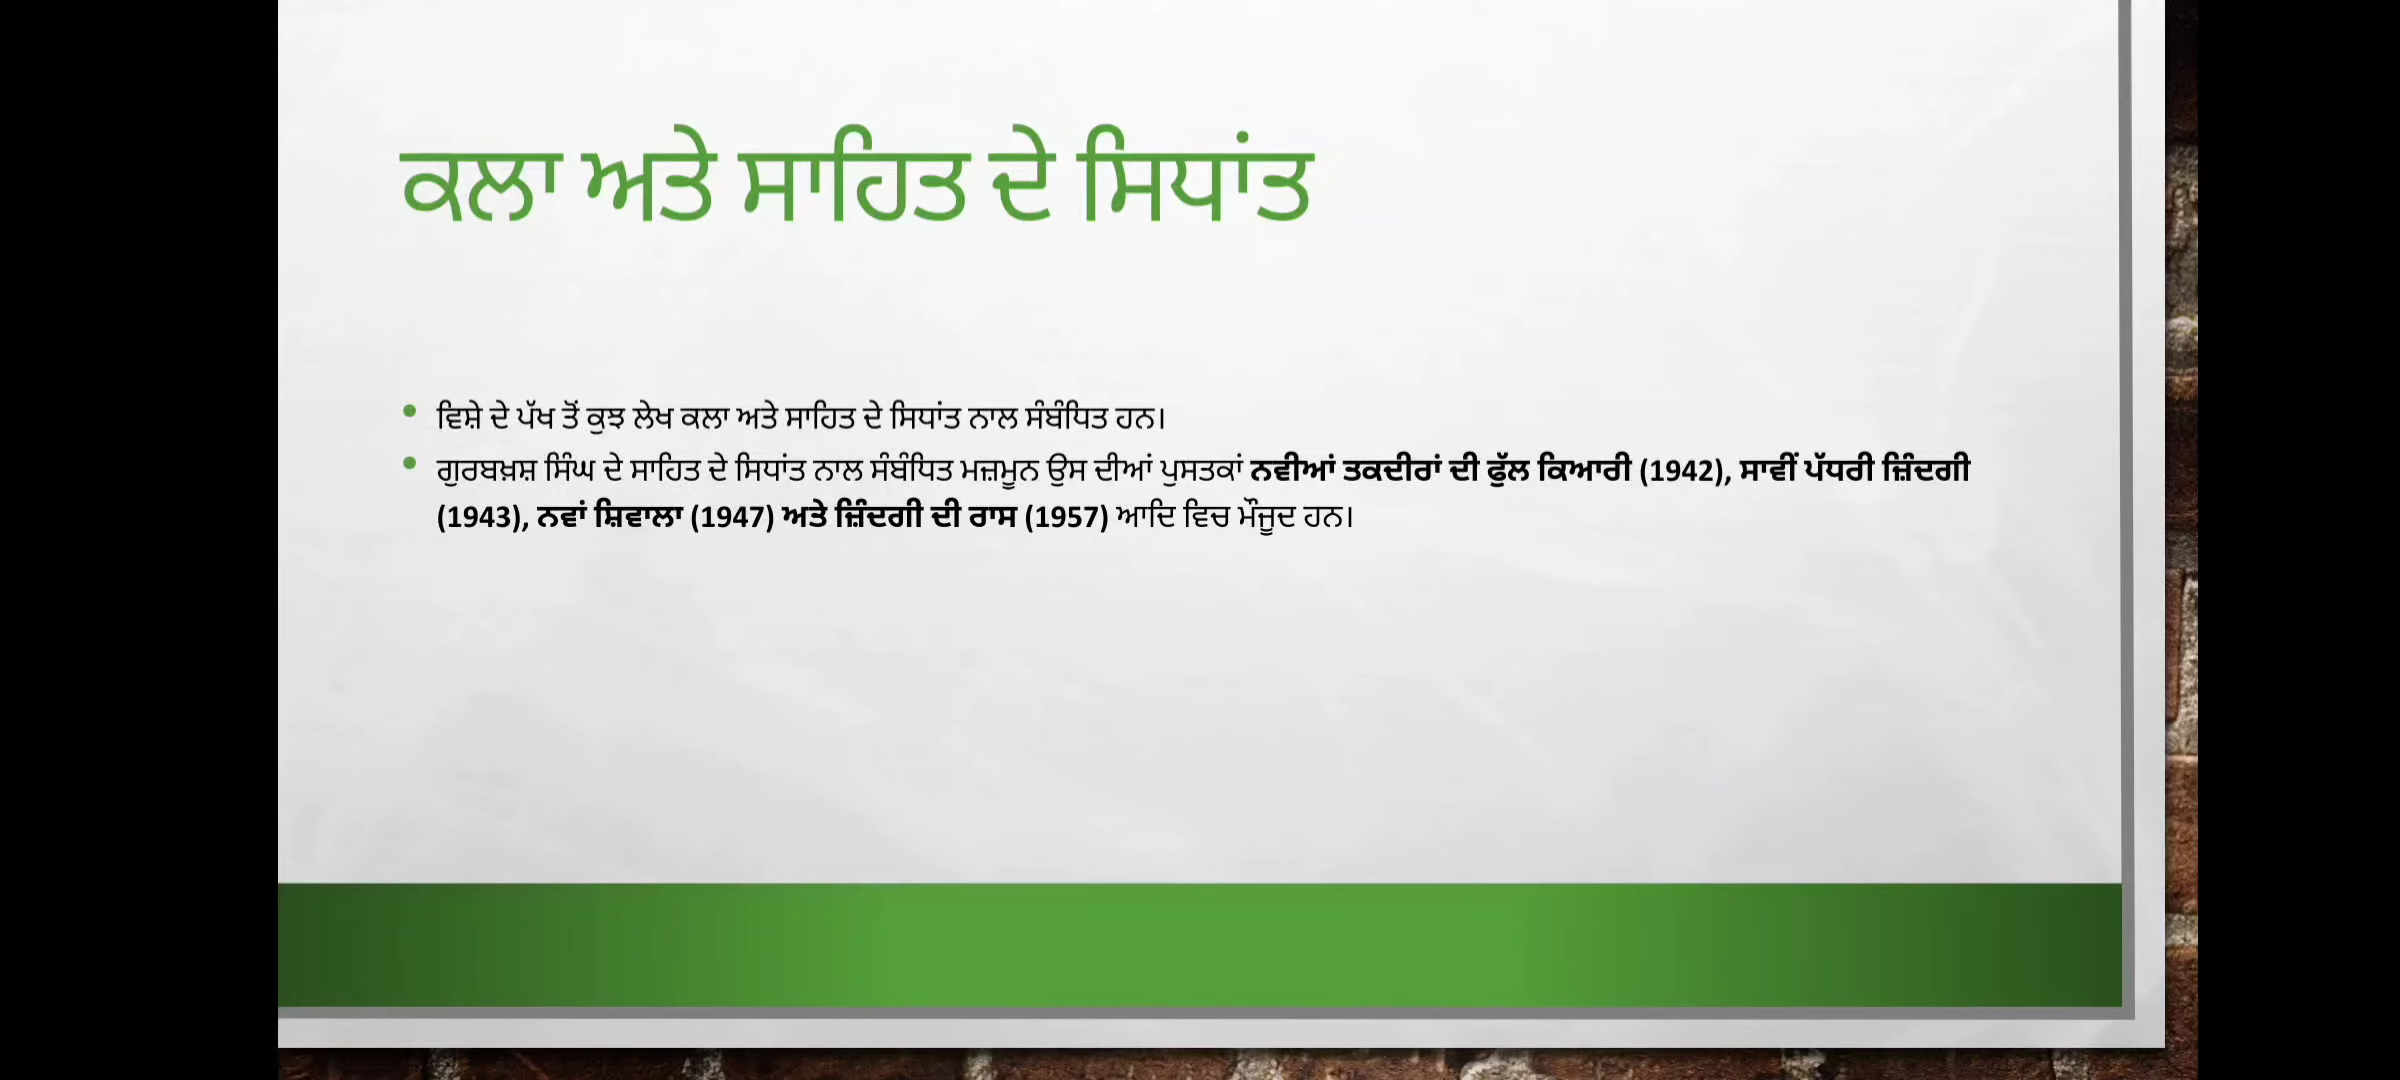 ਕਲਾ ਅਤੇ ਸਾਹਿਤ ਦੇ ਸਿਧਾਂਤ
• ਵਿਸ਼ੇ ਦੇ ਪੱਖ ਤੋਂ ਕੁਝ ਲੇਖ ਕਲਾ ਅਤੇ ਸਾਹਿਤ ਦੇ ਸਿਧਾਂਤ ਨਾਲ ਸੰਬੰਧਿਤ ਹਨ।
• ਗੁਰਬਖ਼ਸ਼ ਸਿੰਘ ਦੇ ਸਾਹਿਤ ਦੇ ਸਿਧਾਂਤ ਨਾਲ ਸੰਬੰਧਿਤ ਮਜ਼ਮੂਨ ਉਸ ਦੀਆਂ ਪੁਸਤਕਾਂ ਨਵੀਆਂ ਤਕਦੀਰਾਂ ਦੀ ਫੁੱਲ ਕਿਆਰੀ (1942), ਸਾਵੀਂ ਪੱਧਰੀ ਜ਼ਿੰਦਗੀ
(1943), ਨਵਾਂ ਸ਼ਿਵਾਲਾ (1947) ਅਤੇ ਜ਼ਿੰਦਗੀ ਦੀ ਰਾਸ (1957) ਆਦਿ ਵਿਚ ਮੌਜੂਦ ਹਨ।